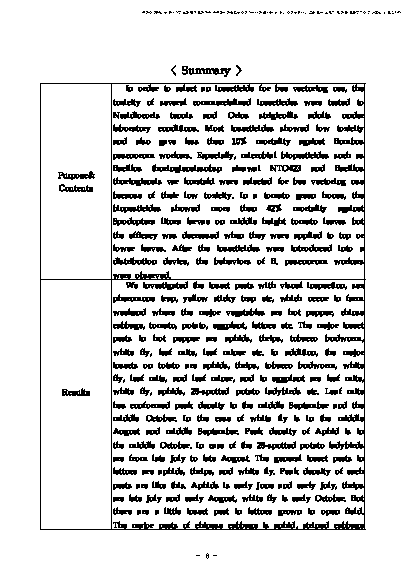 < Summary >
Purpose&
Contents
In order to select an insecticide for bee vectoring use, the
toxicity of several commercialized insecticides were tested to
Nesidiocoris tenuis and Orius strigicollis adults under
laboratory conditions. Most insecticides showed low toxicity
and also gave less than 10% mortality against Bombus
workers. Especially, microbial biopesticides such as
Bacillus NTC423 and Bacillus
thuringiensis var kurstaki were selected for bee vectoring use
because of their low toxicity. In a tomato green house, the
biopesticides showed more than 42% mortality against
Spodoptera litura larvae on middle height tomato leaves but
the efficacy was decreased when they were applied to top or
lower leaves. After the insecticides were introduced into a
distribution device, the behaviors of B. workers
were observed.
Results
We investigated the insect pests with visual inspection, sex
pheromone trap, yellow sticky trap etc, which occur in farm
weekend where the major vegetables are hot pepper, chinse
cabbage, tomato, potato, eggplant, lettuce etc. The major insect
pests in hot pepper are aphids, thrips, tobacco budworm,
white fly, leaf mite, leaf miner etc. In addition, the major
insects on are aphids, thrips, tobacco budworm, white
fly, leaf mite, and leaf miner, and in eggplant are leaf mite,
white fly, aphids, 28-spotted potato ladybirds etc. Leaf mite
has conformed peak density in the middle September and the
middle October. In the case of white fly is in the middle
August and middle September. Peak density of Aphid is in
the middle October. In case of the 28-spotted potato ladybirds
are from late July to late August. The general insect pests in
lettuce are aphids, thrips, and white fly. Peak density of each
pests are like this. Aphids is early June and early July, thrips
are late July and early August, white fly is early October. But
there are a little insect pest in lettuce grown in open field.
The major pests of chinese cabbage is aphid, striped cabbage
- 8 -